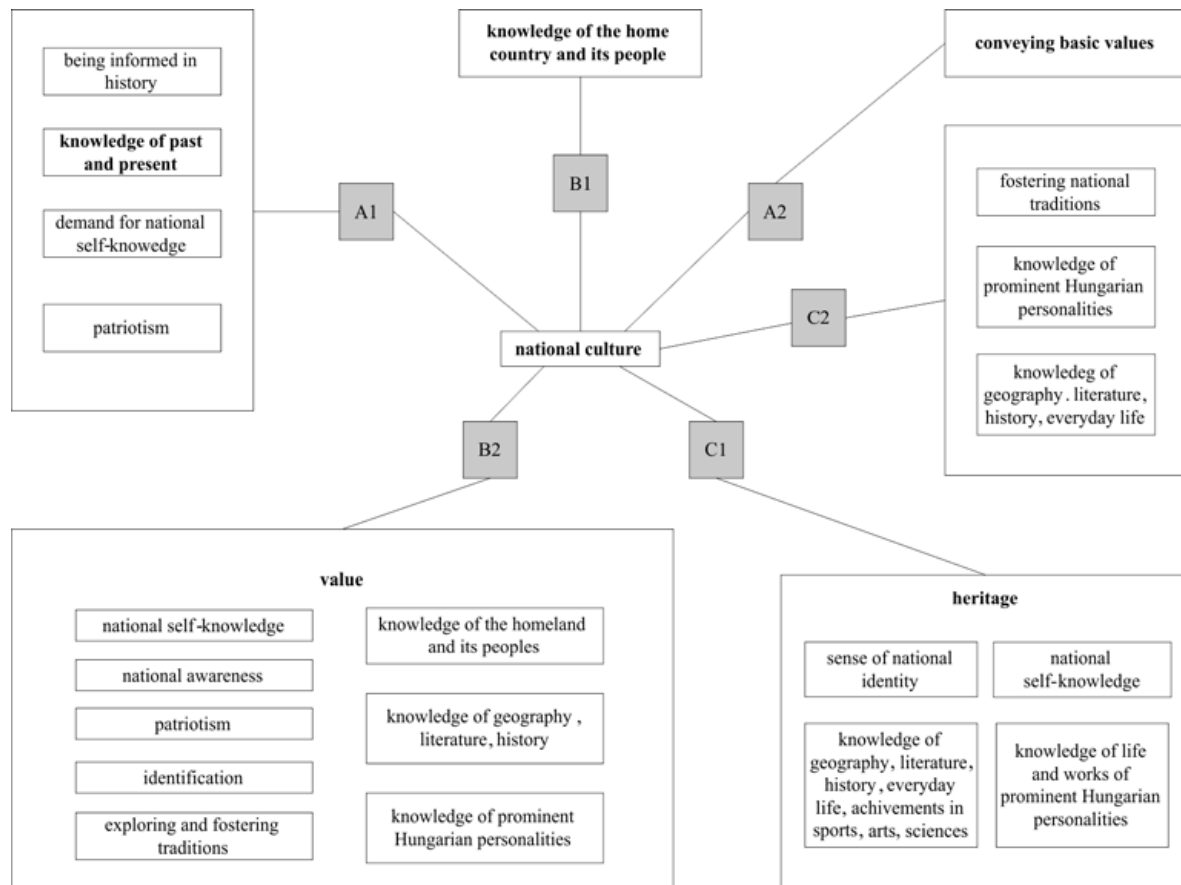 being informed in
history
knowledge of past
and present
demand for national
self-knowedge
patriotism
A1
knowledge of the home
country and its people
B1
conveying basic values
A2
fostering national
traditions
knowledge of
prominent Hungarian
personalities
knowledeg of
geography. literature,
history, everyday life
C2
national culture
B2
C1
value
national self-knowledge
national awareness
patriotism
identification
exploring and fostering
traditions
knowledge of the homeland
and its peoples
knowledge of geography ,
literature, history
knowledge of prominent
Hungarian personalities
heritage
sense of national
identity
national
self-knowledge
knowledge of
geography, literature,
history, everyday
life, achivements in
sports, arts, sciences
knowledge of life
and works of
prominent Hungarian
personalities